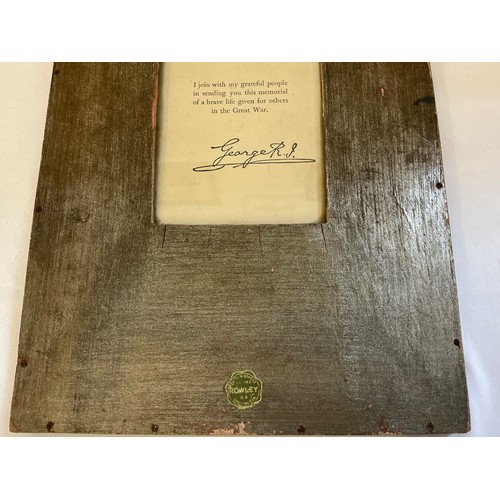 I join with my grateful people
in sending you this memorial
of a brave life given for others
in the Great War.
George R.I.
ROWLEY